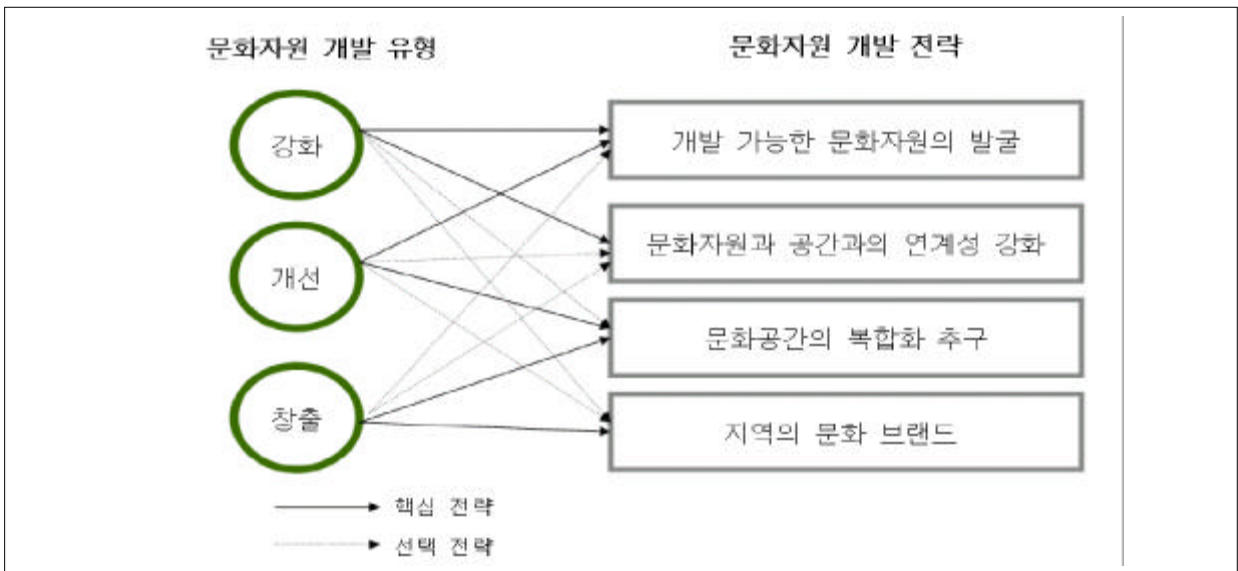 문화자원 개발 유형
문화자원 개발 전략
강화
개발 가능한 문화자원의 발굴
문화자원과 공간과의 연계성 강화
개선
문화공간의 복합화 추구
창출
지역의 문화 브랜드
핵심 전략
선택 전략